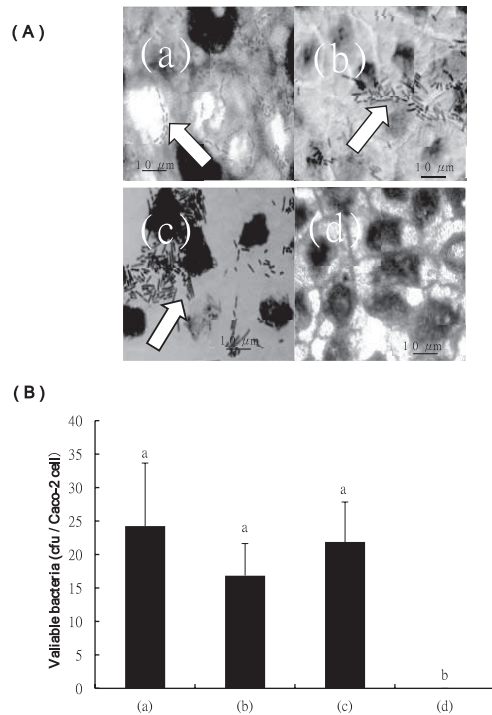 (A)
(a)
(b)
10 μm
10 μm
(c)
(d)
10 μm
10 μm
(B)
Valiable bacteria (cfu / Caco-2 cell)
40
35
30
25
20
15
10
5
0
a
a
a
b
(a)
(b)
(c)
(d)